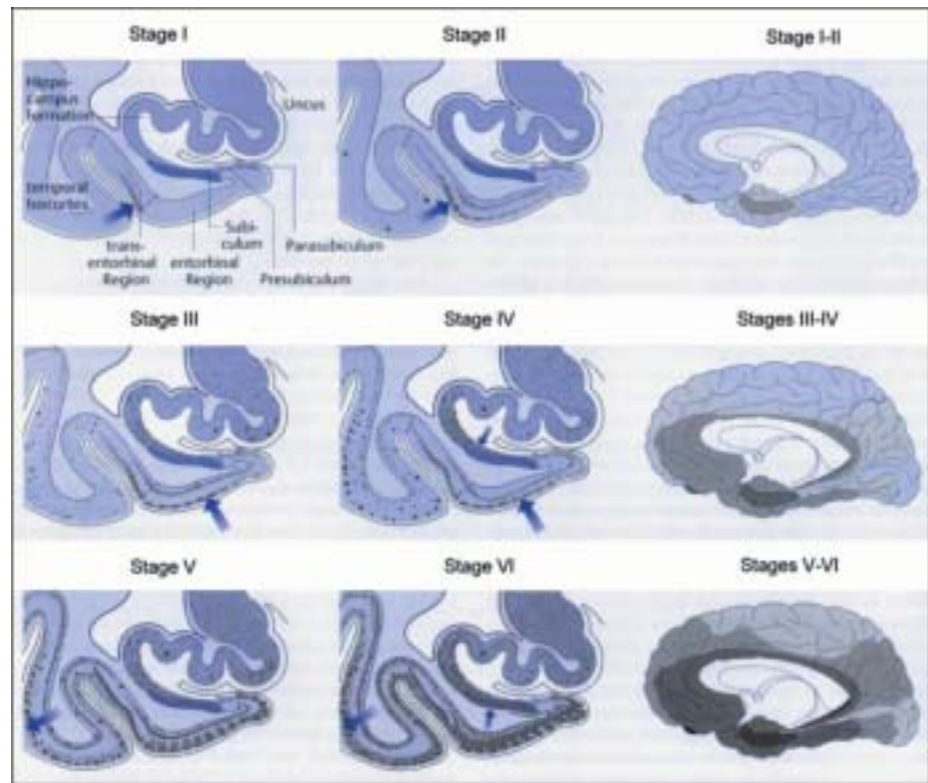 Stage I
Stage II
Stage I-II
Hippo-
campus
formation
Uncus
temporal
Isocortex
trans-
entorhinal
Region
Subi-
culum
entorhinal
Region
Parasubiculum
Presubiculum
Stage III
Stage IV
Stages III-IV
Stage V
Stage VI
Stages V-VI